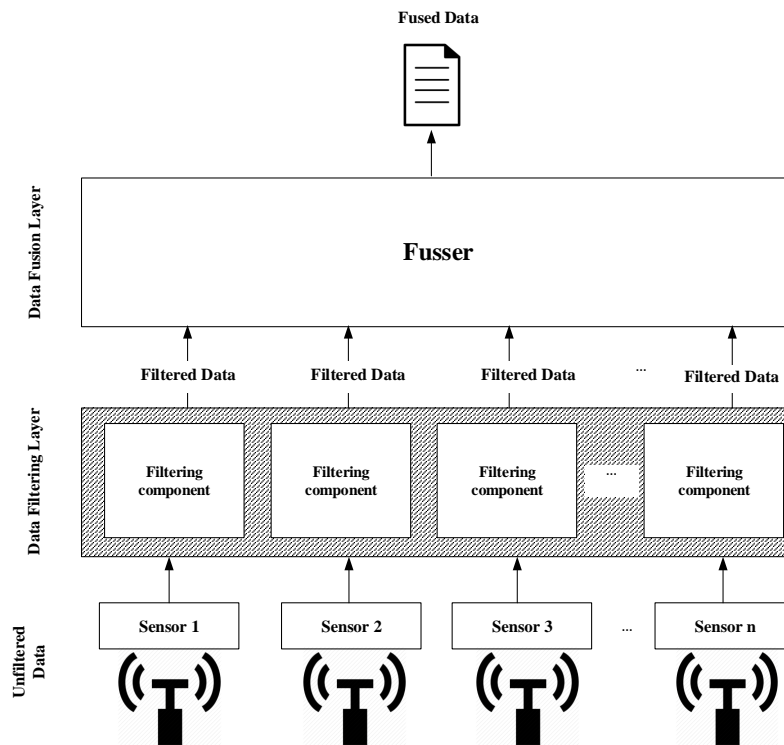 Fused Data
Data Fusion Layer
Fusser
Filtered Data
Filtered Data
Filtered Data
...
Filtered Data
Data Filtering Layer
Filtering
component
Filtering
component
Filtering
component
...
Filtering
component
Unfiltered
Data
Sensor 1
Sensor 2
Sensor 3
...
Sensor n